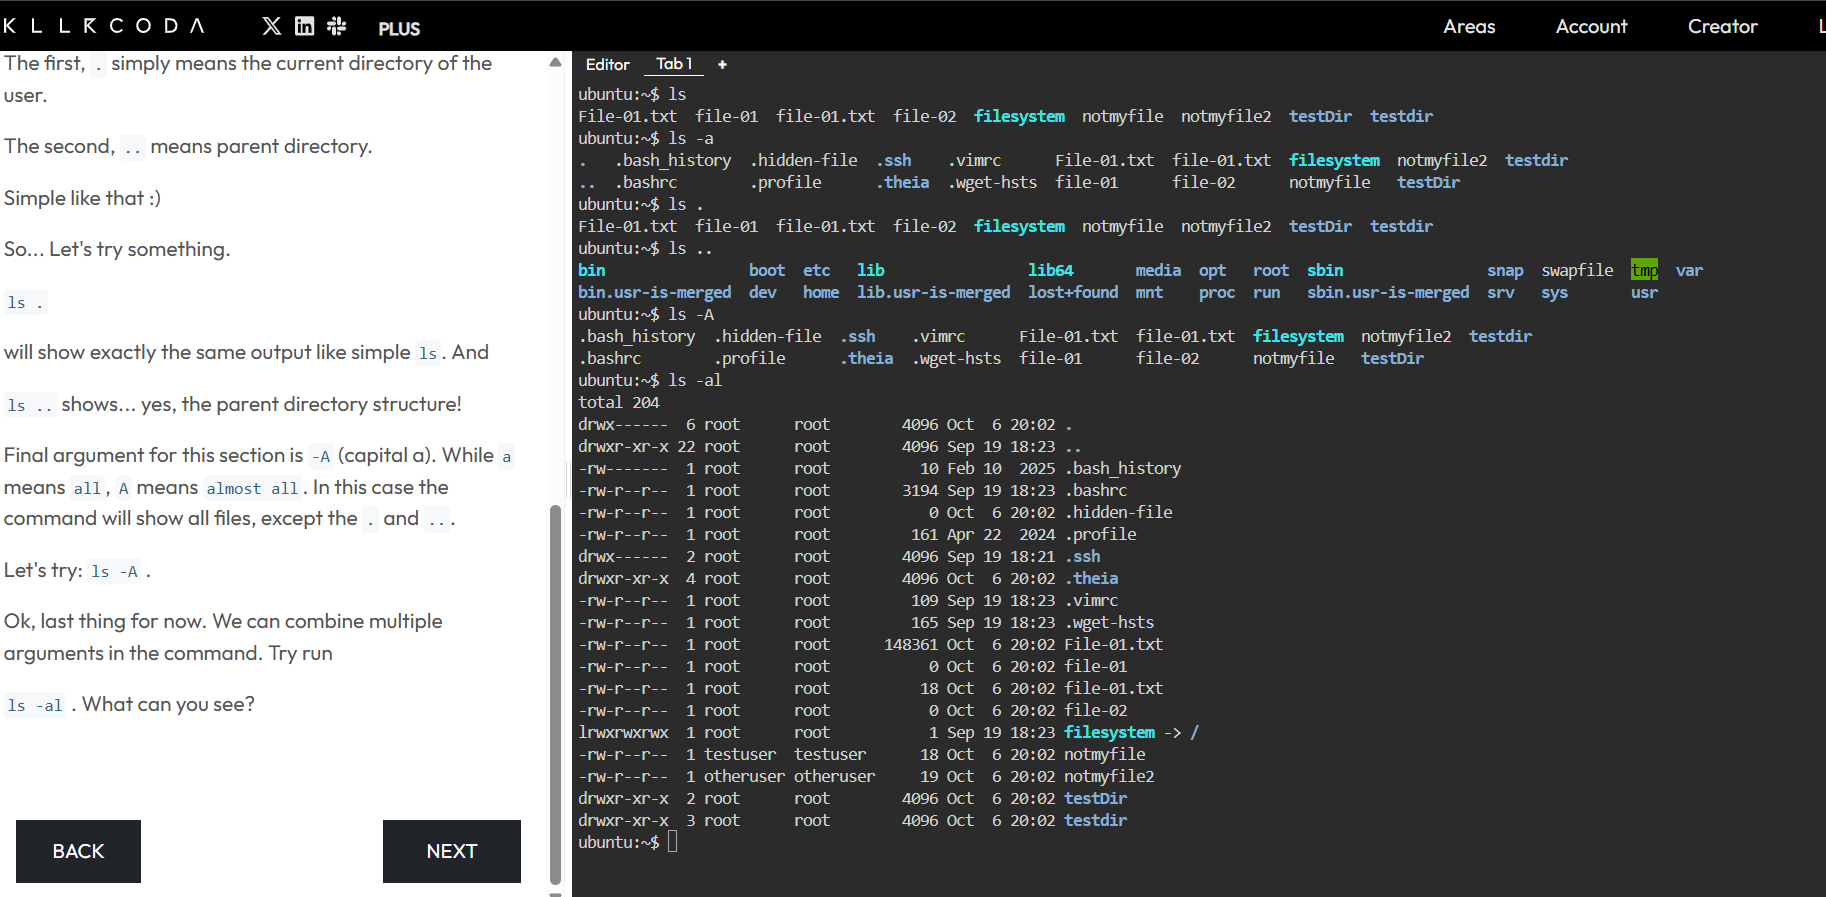 KLLRCODA PLUS Areas Account Creator L
The first, . simply means the current directory of the
user.
The second, .. means parent directory.
Simple like that :)
So... Let's try something.
ls .
will show exactly the same output like simple ls. And
ls .. shows... yes, the parent directory structure!
Final argument for this section is -A (capital a). While a
means all, A means almost all. In this case the
command will show all files, except the . and ...
Let's try: ls -A .
Ok, last thing for now. We can combine multiple
arguments in the command. Try run
ls -al . What can you see?
BACK NEXT
Editor Tab 1 +
ubuntu:~$ ls
File-01.txt  file-01  file-01.txt  file-02  filesystem  notmyfile  notmyfile2  testDir  testdir
ubuntu:~$ ls -a
.   .bash_history  .hidden-file  .ssh    .vimrc      File-01.txt  file-01.txt  filesystem  notmyfile2  testdir
..  .bashrc        .profile      .theia  .wget-hsts  file-01      file-02      notmyfile   testDir
ubuntu:~$ ls .
File-01.txt  file-01  file-01.txt  file-02  filesystem  notmyfile  notmyfile2  testDir  testdir
ubuntu:~$ ls ..
bin                boot  etc   lib                lib64       media  opt   root  sbin               snap  swapfile  tmp  var
bin.usr-is-merged  dev   home  lib.usr-is-merged  lost+found  mnt    proc  run   sbin.usr-is-merged  srv   sys       usr
ubuntu:~$ ls -A
.bash_history  .hidden-file  .ssh    .vimrc      File-01.txt  file-01.txt  filesystem  notmyfile2  testdir
.bashrc        .profile      .theia  .wget-hsts  file-01      file-02      notmyfile   testDir
ubuntu:~$ ls -al
total 204
drwx------  6 root      root        4096 Oct  6 20:02 .
drwxr-xr-x 22 root      root        4096 Sep 19 18:23 ..
-rw-------  1 root      root          10 Feb 10  2025 .bash_history
-rw-r--r--  1 root      root        3194 Sep 19 18:23 .bashrc
-rw-r--r--  1 root      root           0 Oct  6 20:02 .hidden-file
-rw-r--r--  1 root      root         161 Apr 22  2024 .profile
drwx------  2 root      root        4096 Sep 19 18:21 .ssh
drwxr-xr-x  4 root      root        4096 Oct  6 20:02 .theia
-rw-r--r--  1 root      root         109 Sep 19 18:23 .vimrc
-rw-r--r--  1 root      root         165 Sep 19 18:23 .wget-hsts
-rw-r--r--  1 root      root      148361 Oct  6 20:02 File-01.txt
-rw-r--r--  1 root      root           0 Oct  6 20:02 file-01
-rw-r--r--  1 root      root          18 Oct  6 20:02 file-01.txt
-rw-r--r--  1 root      root           0 Oct  6 20:02 file-02
lrwxrwxrwx  1 root      root           1 Sep 19 18:23 filesystem -> /
-rw-r--r--  1 testuser  testuser      18 Oct  6 20:02 notmyfile
-rw-r--r--  1 otheruser otheruser     19 Oct  6 20:02 notmyfile2
drwxr-xr-x  2 root      root        4096 Oct  6 20:02 testDir
drwxr-xr-x  3 root      root        4096 Oct  6 20:02 testdir
ubuntu:~$